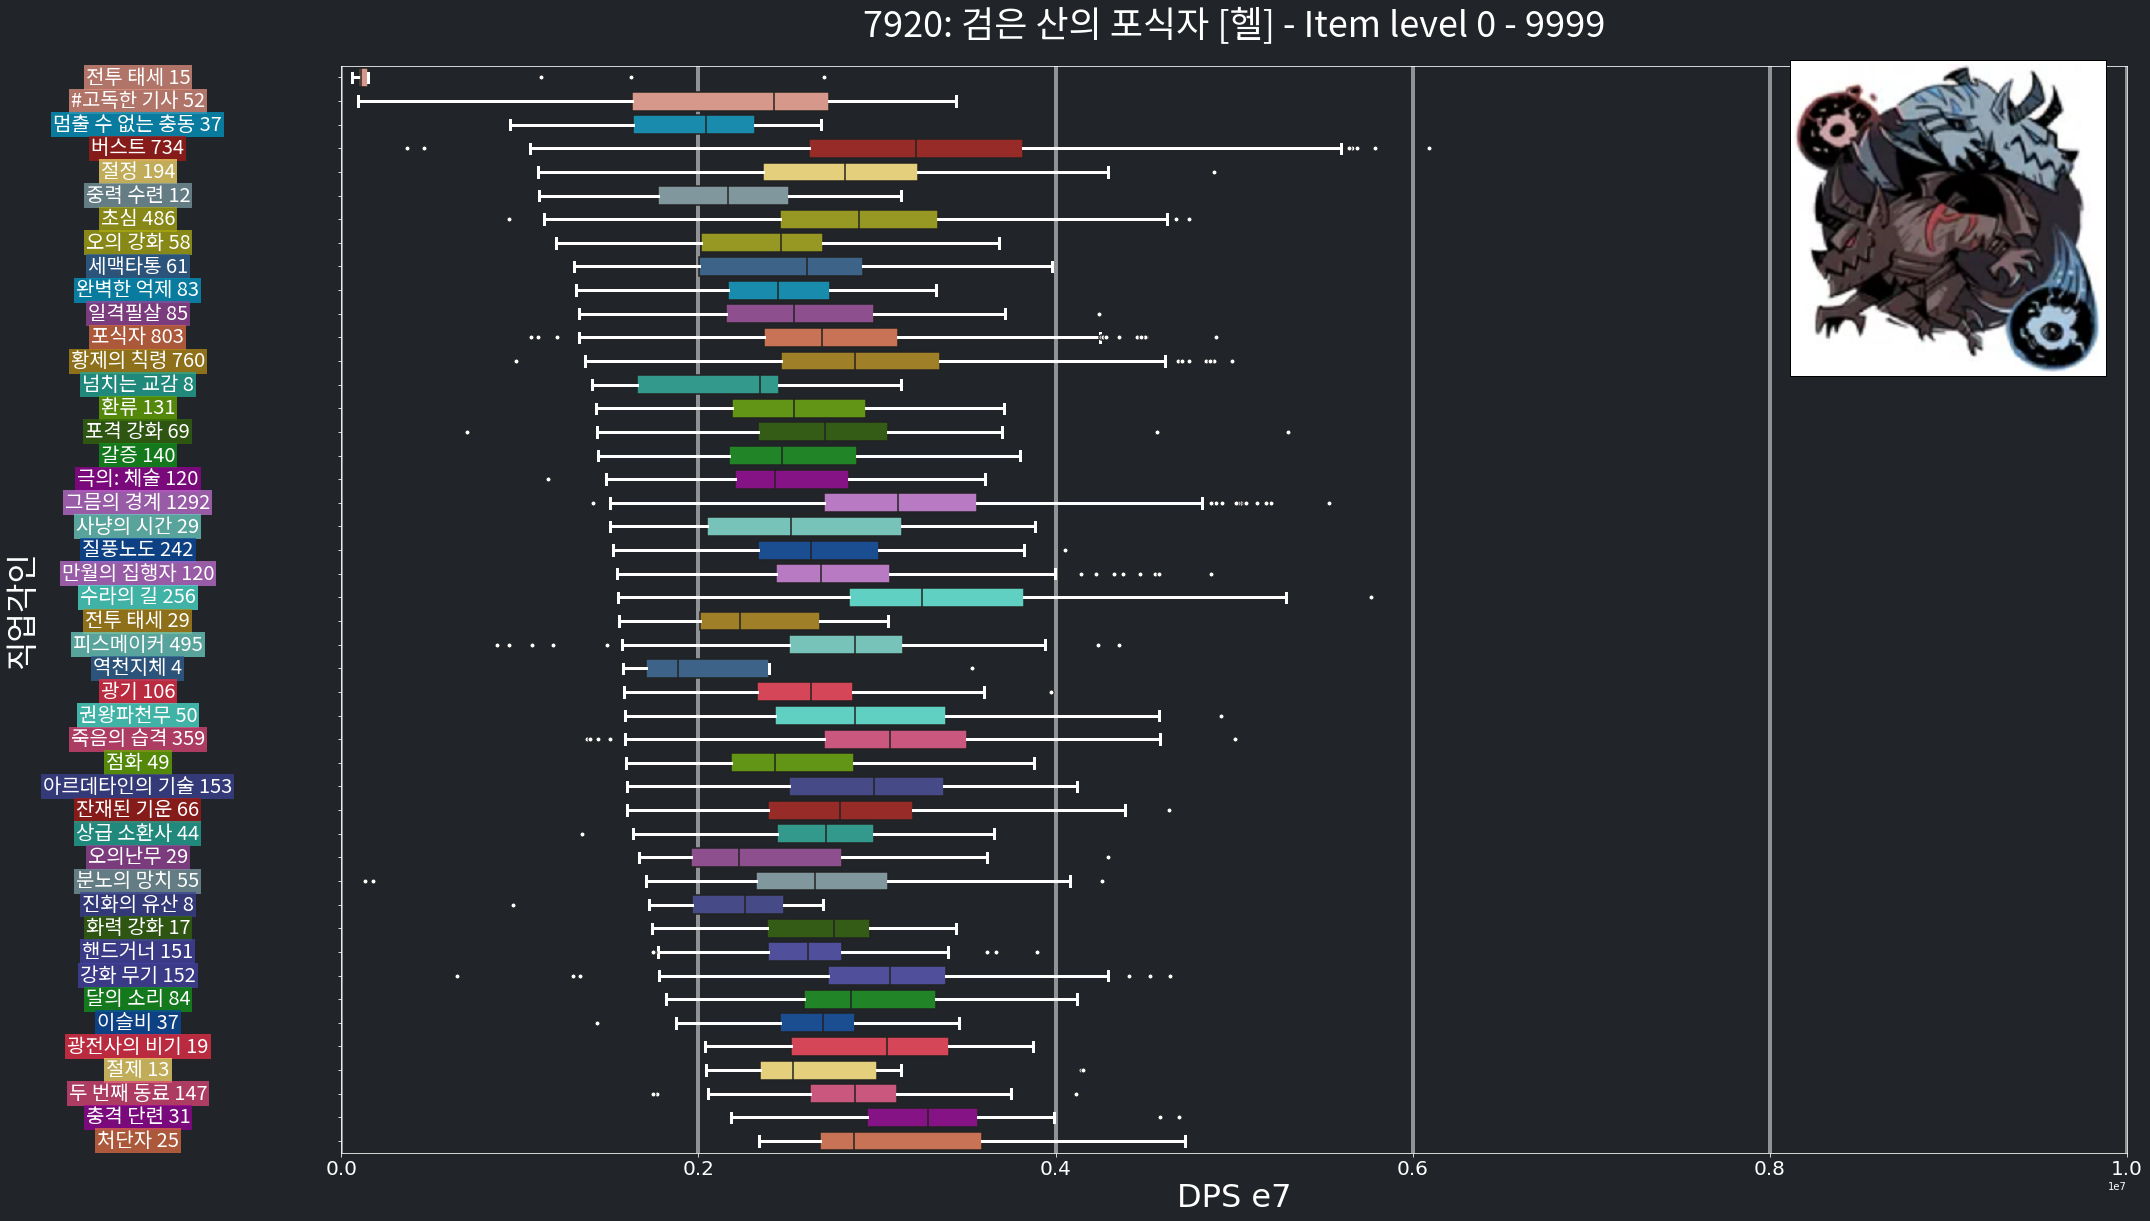 7920: 검은 산의 포식자 [헬] - Item level 0 - 9999
직업각인
전투 태세 15
#고독한 기사 52
멈출 수 없는 충동 37
버스트 734
절정 194
중력 수련 12
초심 486
오의 강화 58
세맥타통 61
완벽한 억제 83
일격필살 85
포식자 803
황제의 칙령 760
넘치는 교감 8
환류 131
포격 강화 69
갈증 140
극의: 체술 120
그믐의 경계 1292
사냥의 시간 29
질풍노도 242
만월의 집행자 120
수라의 길 256
전투 태세 29
피스메이커 495
역천지체 4
광기 106
권왕파천무 50
죽음의 습격 359
점화 49
아르데타인의 기술 153
잔재된 기운 66
상급 소환사 44
오의난무 29
분노의 망치 55
진화의 유산 8
화력 강화 17
핸드거너 151
강화 무기 152
달의 소리 84
이슬비 37
광전사의 비기 19
절제 13
두 번째 동료 147
충격 단련 31
처단자 25
0.0 0.2 0.4 0.6 0.8 1.0
1e7
DPS e7